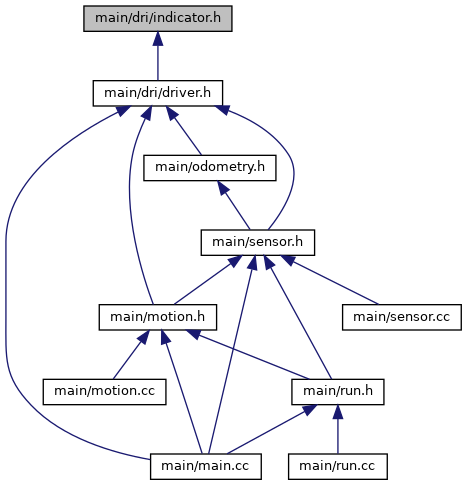 main/dri/indicator.h
main/dri/driver.h
main/odometry.h
main/sensor.h
main/motion.h
main/sensor.cc
main/motion.cc
main/run.h
main/main.cc
main/run.cc